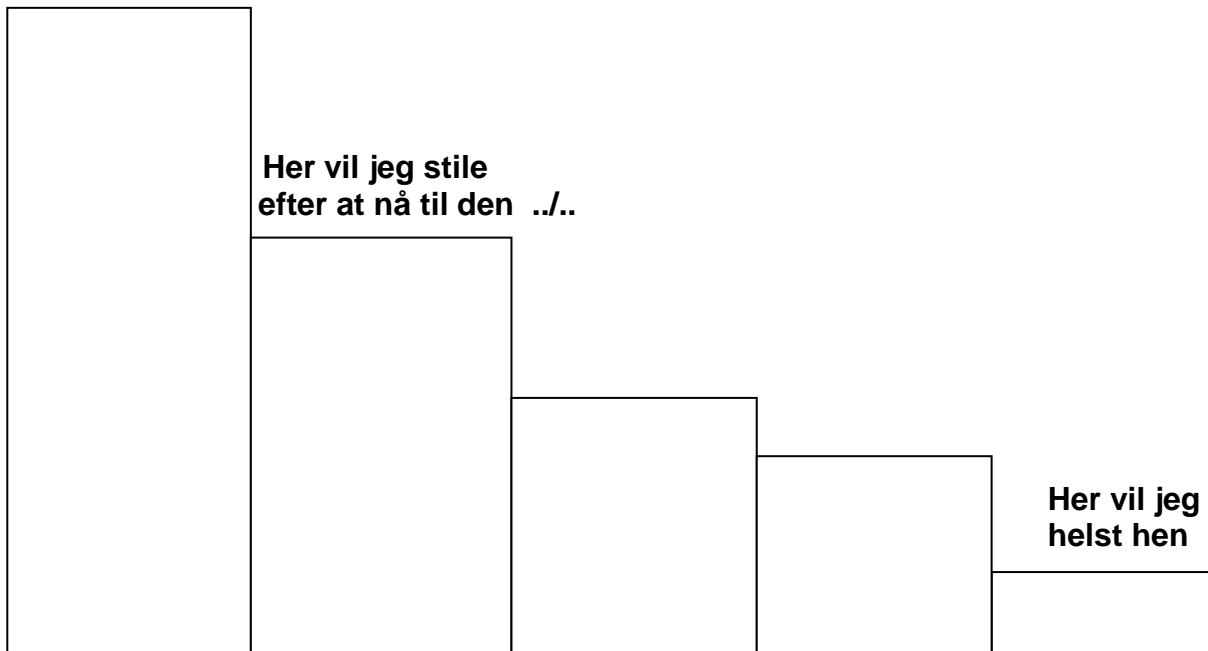 Her vil jeg stile
efter at nå til den ../..
Her vil jeg
helst hen